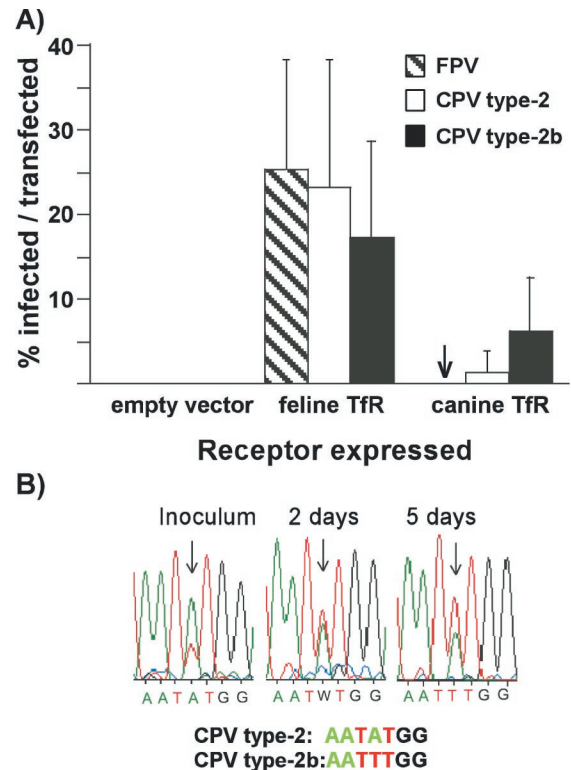 A)
40
30
20
10
% infected / transfected
FPV
CPV type-2
CPV type-2b
empty vector feline TfR canine TfR
Receptor expressed
B)
Inoculum 2 days 5 days
A A T A T G G A A T W T G G A A T T T G G
CPV type-2: AATATGG
CPV type-2b:AATTTGG